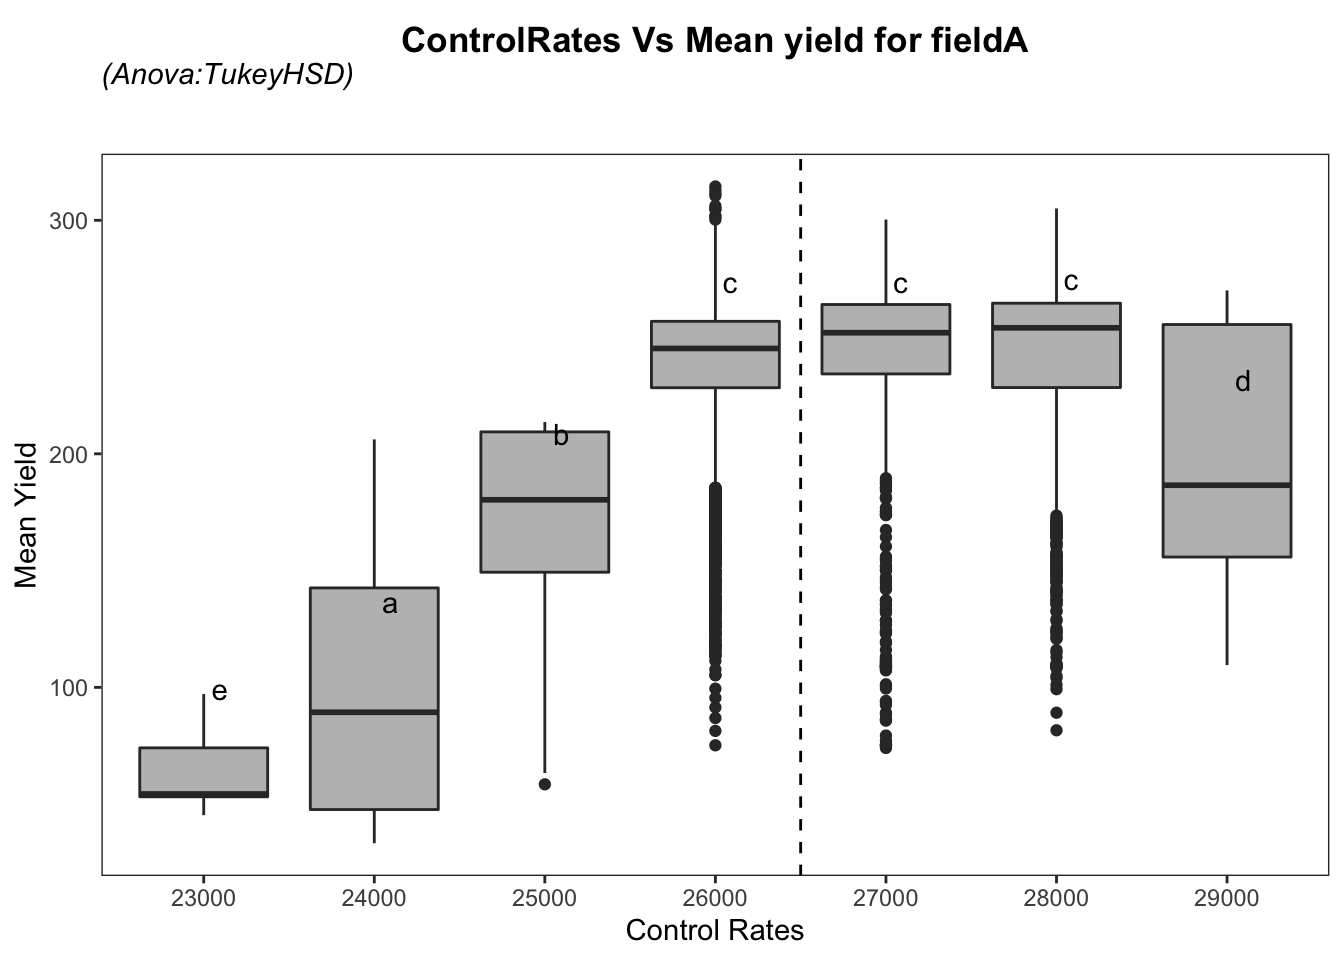 ControlRates Vs Mean yield for fieldA
(Anova:TukeyHSD)
Mean Yield
300
200
100
e
a
b
c
c
c
d
23000
24000
25000
26000
27000
28000
29000
Control Rates